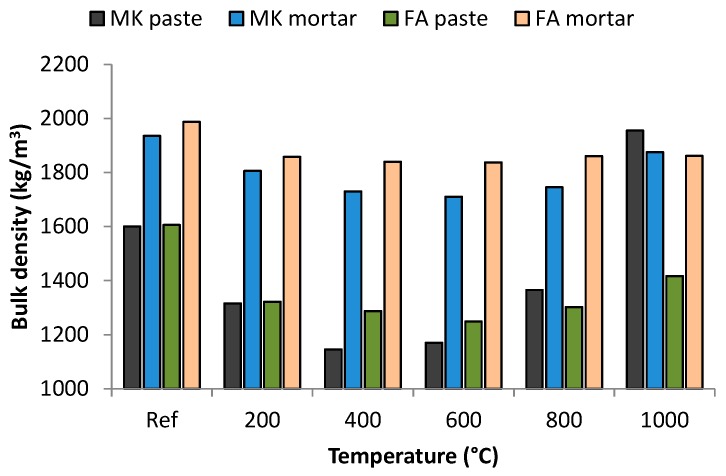 MK paste MK mortar FA paste FA mortar
2200
2000
1800
1600
1400
1200
1000
Bulk density (kg/m³)
Ref 200 400 600 800 1000
Temperature (°C)